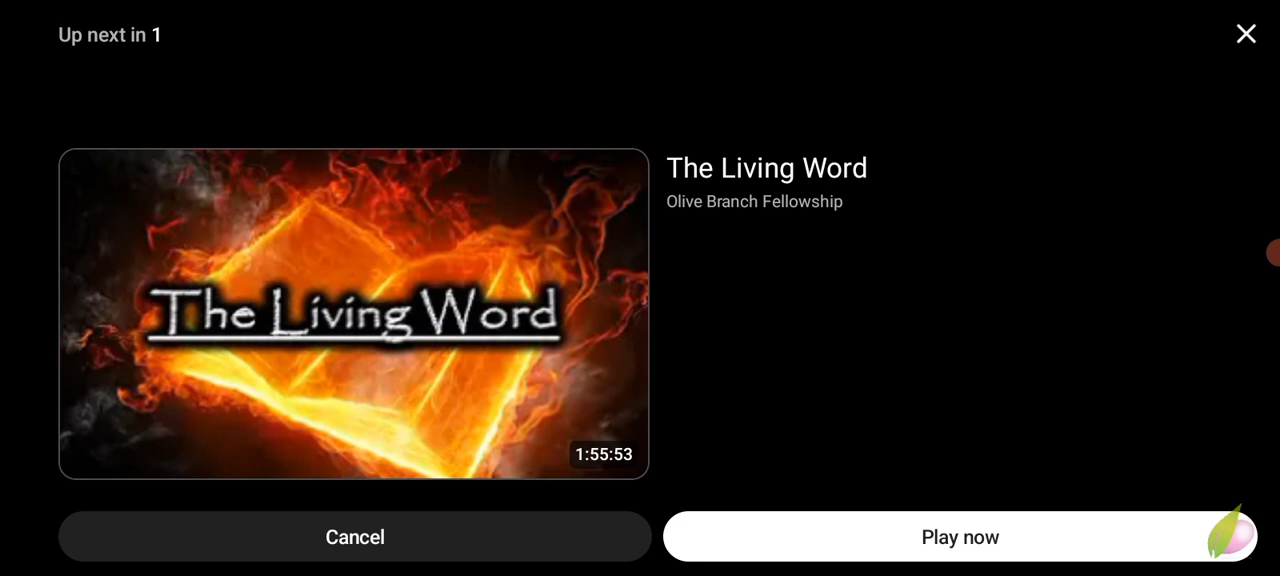 Up next in 1
The Living Word
1:55:53
The Living Word
Olive Branch Fellowship
Cancel
Play now